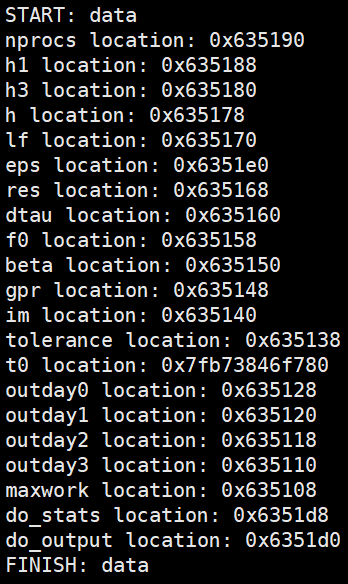 START: data
nprocs location: 0x635190
h1 location: 0x635188
h3 location: 0x635180
h location: 0x635178
lf location: 0x635170
eps location: 0x6351e0
res location: 0x635168
dtau location: 0x635160
f0 location: 0x635158
beta location: 0x635150
gpr location: 0x635148
im location: 0x635140
tolerance location: 0x635138
t0 location: 0x7fb73846f780
outday0 location: 0x635128
outday1 location: 0x635120
outday2 location: 0x635118
outday3 location: 0x635110
maxwork location: 0x635108
do_stats location: 0x6351d8
do_output location: 0x6351d0
FINISH: data